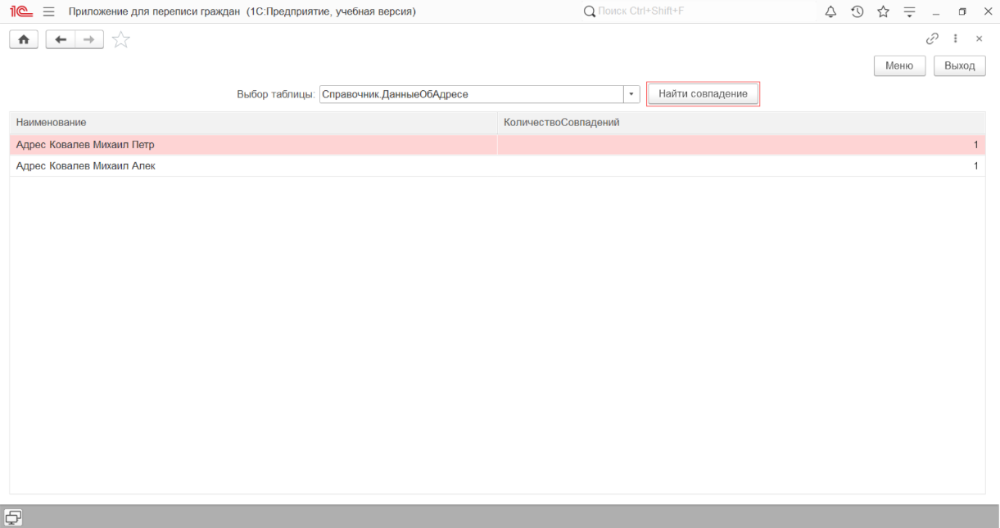 Приложение для переписи граждан (1С:Предприятие, учебная версия)
Поиск Ctrl+Shift+F
Меню
Выход
Выбор таблицы:
Справочник.ДанныеОбАдресе
Найти совпадение
Наименование
КоличествоСовпадений
Адрес Ковалев Михаил Петр
1
Адрес Ковалев Михаил Алек
1